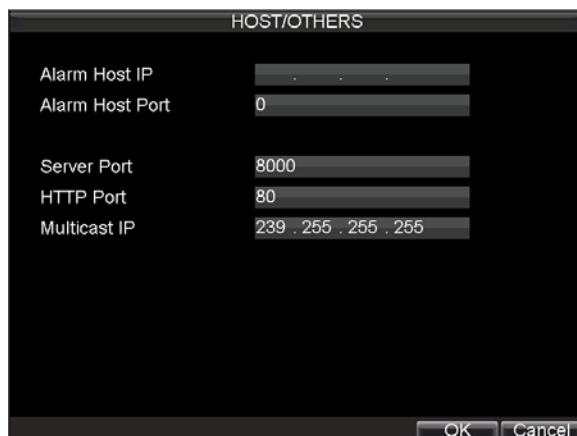 HOST/OTHERS
Alarm Host IP . . .
Alarm Host Port 0
Server Port 8000
HTTP Port 80
Multicast IP 239 . 255 . 255 . 255
OK Cancel